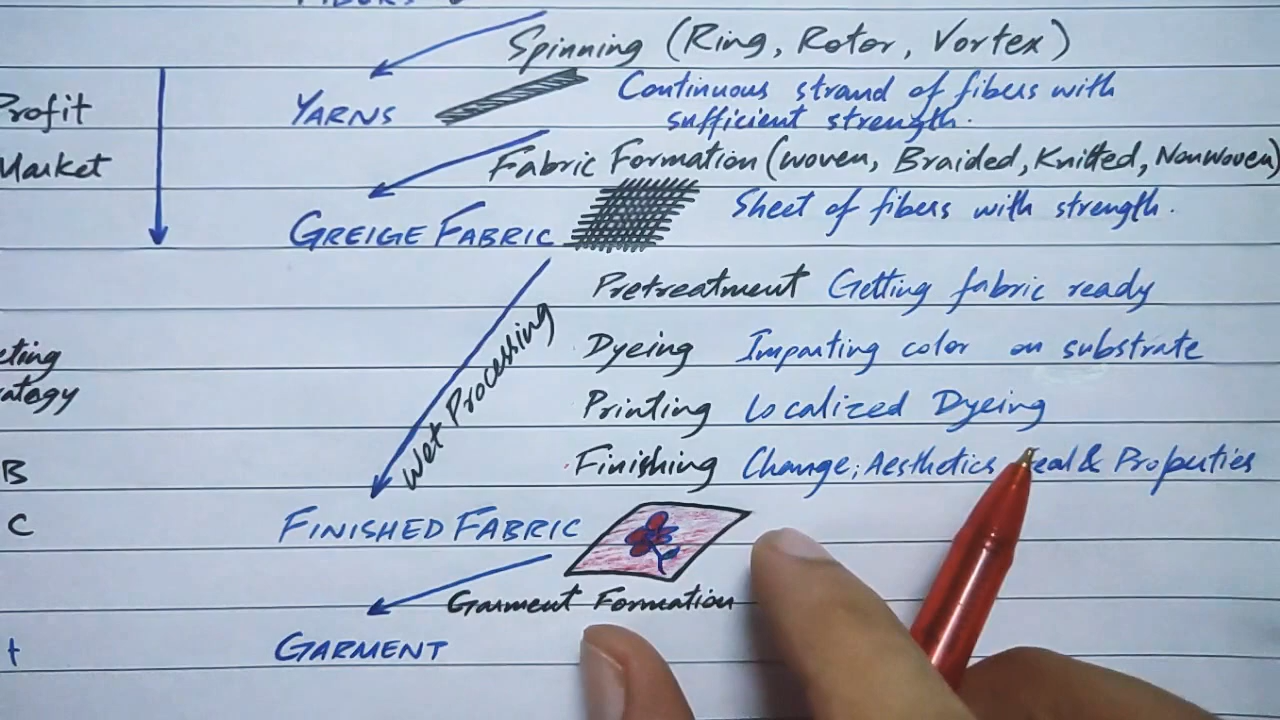 Spinning (Ring, Rotor, Vortex)
Profit YARNS Continuous strand of fibers with
sufficient strength.
Market Fabric Formation (woven, Braided, Knitted, NonWoven)
GREIGE FABRIC Sheet of fibers with strength.
Pretreatment Getting fabric ready
Wet Processing
Dyeing Imparting color on substrate
Printing Localized Dyeing
B Finishing Change; Aesthetics & Properties
C FINISHED FABRIC
Garment Formation
GARMENT